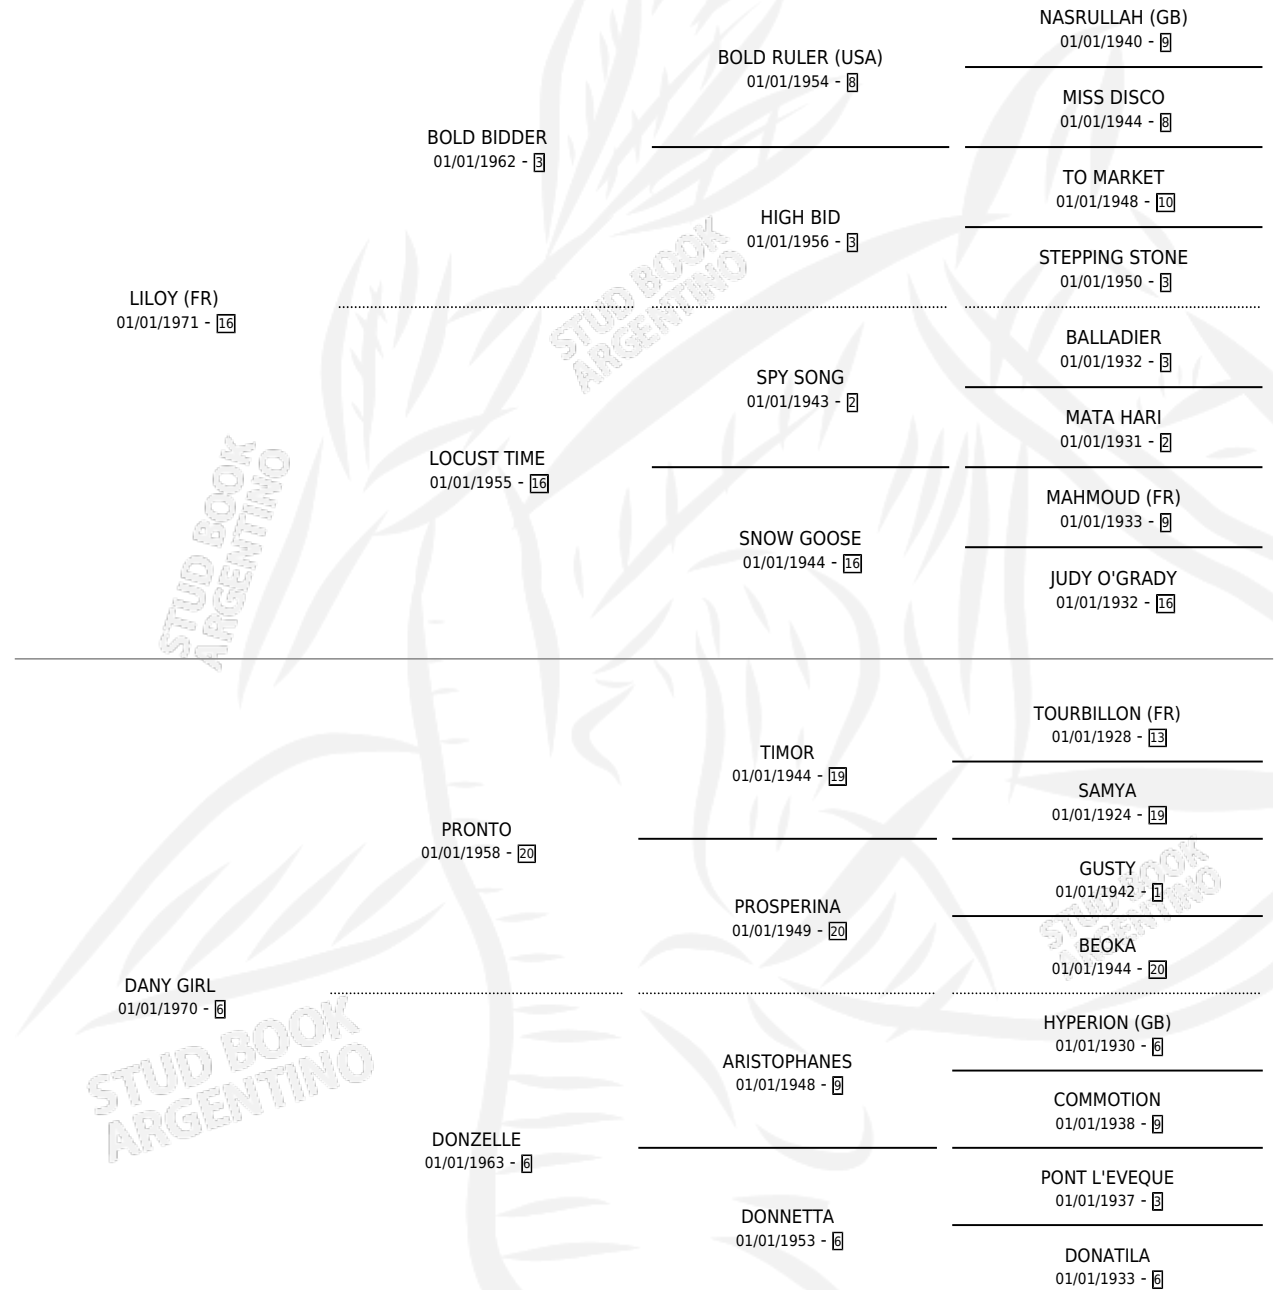 NASRULLAH (GB)
01/01/1940 - 9
BOLD RULER (USA)
01/01/1954 - 8
MISS DISCO
01/01/1944 - 8
BOLD BIDDER
01/01/1962 - 3
TO MARKET
01/01/1948 - 10
HIGH BID
01/01/1956 - 3
STEPPING STONE
01/01/1950 - 3
LILOY (FR)
01/01/1971 - 16
BALLADIER
01/01/1932 - 3
SPY SONG
01/01/1943 - 2
MATA HARI
01/01/1931 - 2
LOCUST TIME
01/01/1955 - 16
MAHMOUD (FR)
01/01/1933 - 9
SNOW GOOSE
01/01/1944 - 16
JUDY O'GRADY
01/01/1932 - 16
TOURBILLON (FR)
01/01/1928 - 13
TIMOR
01/01/1944 - 19
SAMYA
01/01/1924 - 19
PRONTO
01/01/1958 - 20
GUSTY
01/01/1942 - 1
PROSPERINA
01/01/1949 - 20
BEOKA
01/01/1944 - 20
DANY GIRL
01/01/1970 - 6
HYPERION (GB)
01/01/1930 - 6
ARISTOPHANES
01/01/1948 - 9
COMMOTION
01/01/1938 - 9
DONZELLE
01/01/1963 - 6
PONT L'EVEQUE
01/01/1937 - 3
DONNETTA
01/01/1953 - 6
DONATILA
01/01/1933 - 6
STUD BOOK
ARGENTINO
STUD BOOK
ARGENTINO
STUD BOOK
ARGENTINO
STUD BOOK
ARGENTINO